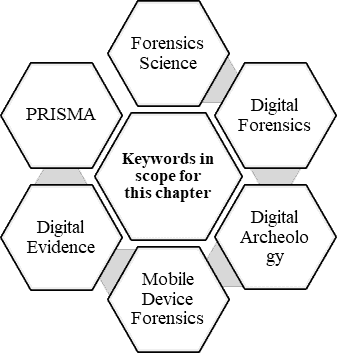 Forensics
Science
PRISMA
Digital
Forensics
Keywords in
scope for
this chapter
Digital
Evidence
Digital
Archeolo
gy
Mobile
Device
Forensics